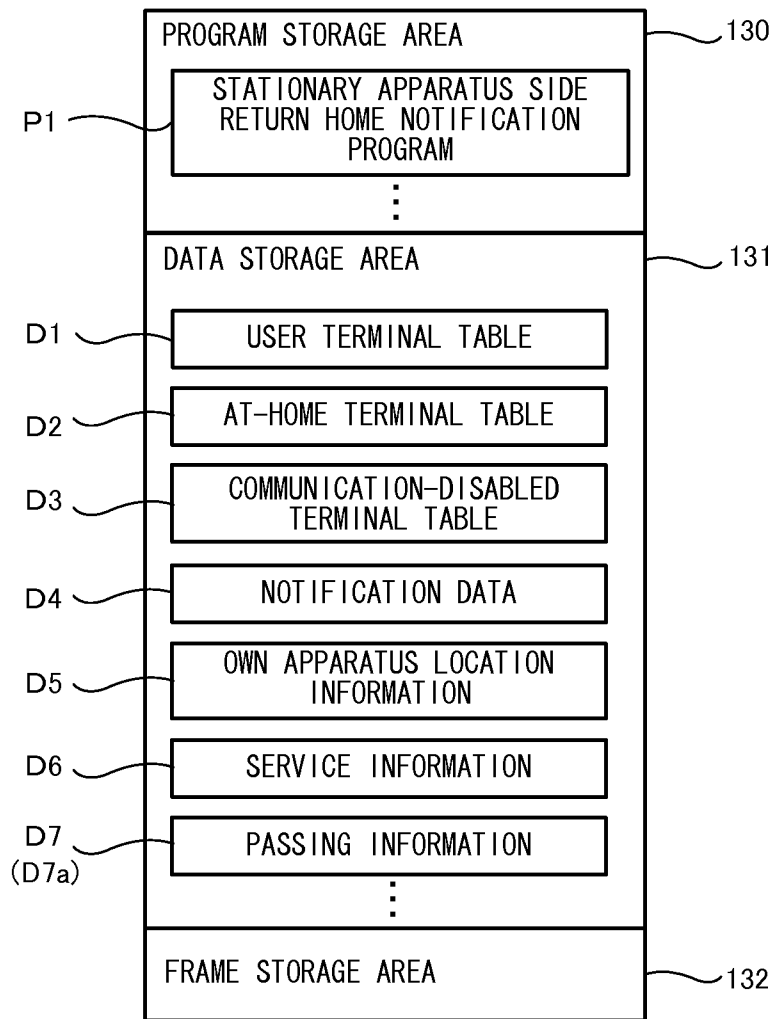 PROGRAM STORAGE AREA
130
P1
STATIONARY APPARATUS SIDE
RETURN HOME NOTIFICATION
PROGRAM
DATA STORAGE AREA
131
D1
USER TERMINAL TABLE
D2
AT-HOME TERMINAL TABLE
D3
COMMUNICATION-DISABLED
TERMINAL TABLE
D4
NOTIFICATION DATA
D5
OWN APPARATUS LOCATION
INFORMATION
D6
SERVICE INFORMATION
D7
(D7a)
PASSING INFORMATION
FRAME STORAGE AREA
132